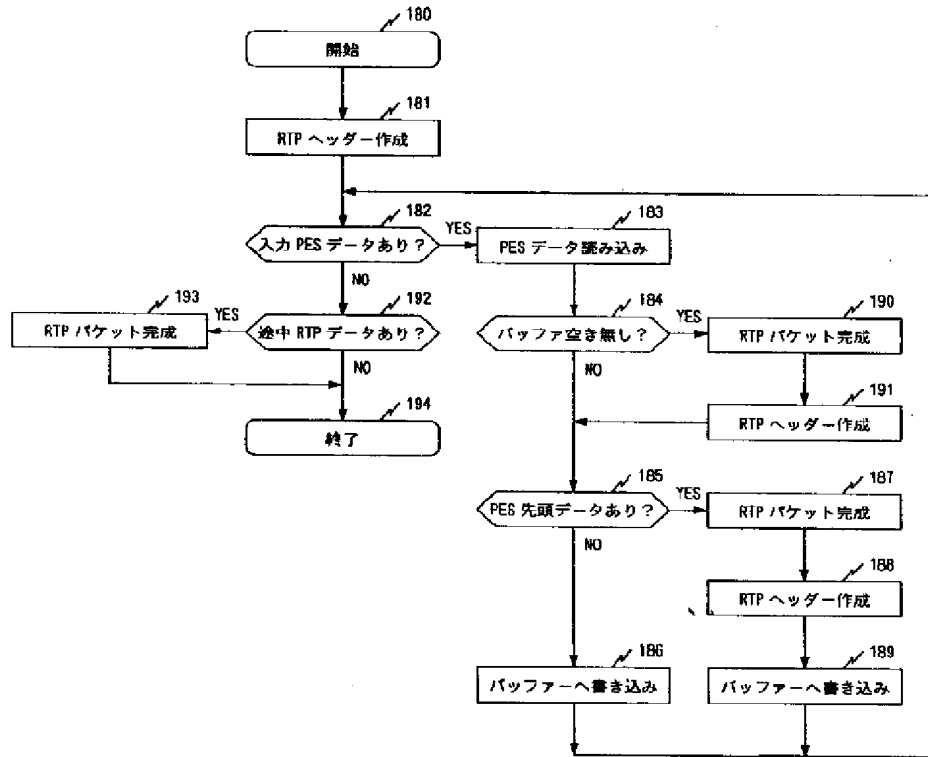 180
開始
181
RTP ヘッダー作成
182
入力 PES データあり？
YES
183
PES データ読み込み
NO
193
RTP パケット完成
YES
192
途中 RTP データあり？
NO
194
終了
184
バッファ空き無し？
YES
190
RTP パケット完成
NO
191
RTP ヘッダー作成
185
PES 先頭データあり？
YES
187
RTP パケット完成
NO
188
RTP ヘッダー作成
186
バッファーへ書き込み
189
バッファーへ書き込み